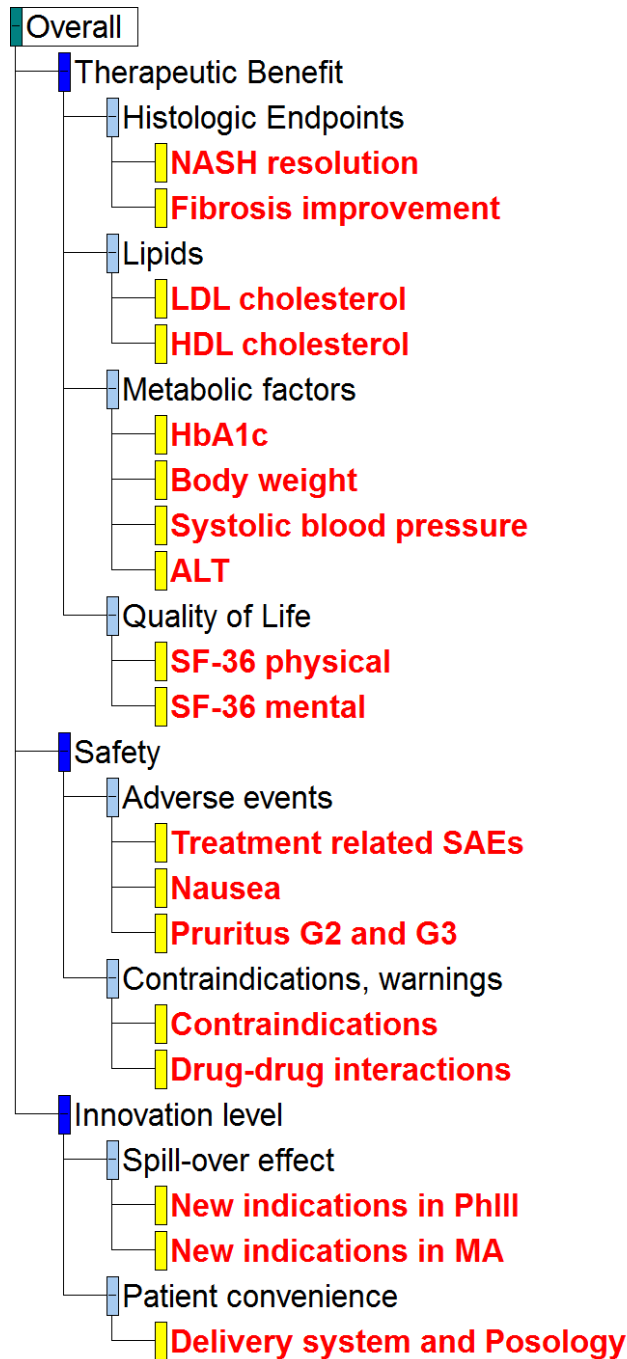 Overall
Therapeutic Benefit
Histologic Endpoints
NASH resolution
Fibrosis improvement
Lipids
LDL cholesterol
HDL cholesterol
Metabolic factors
HbA1c
Body weight
Systolic blood pressure
ALT
Quality of Life
SF-36 physical
SF-36 mental
Safety
Adverse events
Treatment related SAEs
Nausea
Pruritus G2 and G3
Contraindications, warnings
Contraindications
Drug-drug interactions
Innovation level
Spill-over effect
New indications in PhIII
New indications in MA
Patient convenience
Delivery system and Posology